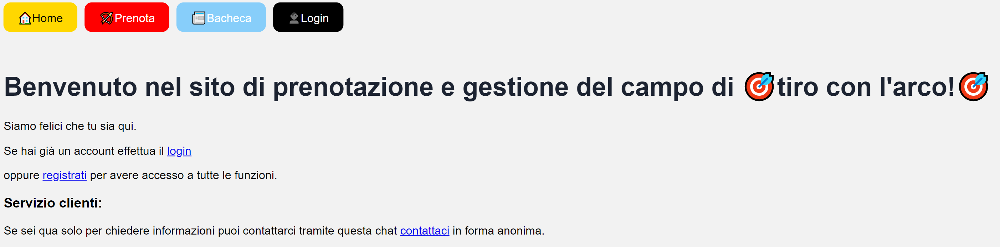 Home Prenota Bacheca Login
Benvenuto nel sito di prenotazione e gestione del campo di 🎯tiro con l'arco!🎯
Siamo felici che tu sia qui.
Se hai già un account effettua il login
oppure registrati per avere accesso a tutte le funzioni.
Servizio clienti:
Se sei qua solo per chiedere informazioni puoi contattarci tramite questa chat contattaci in forma anonima.